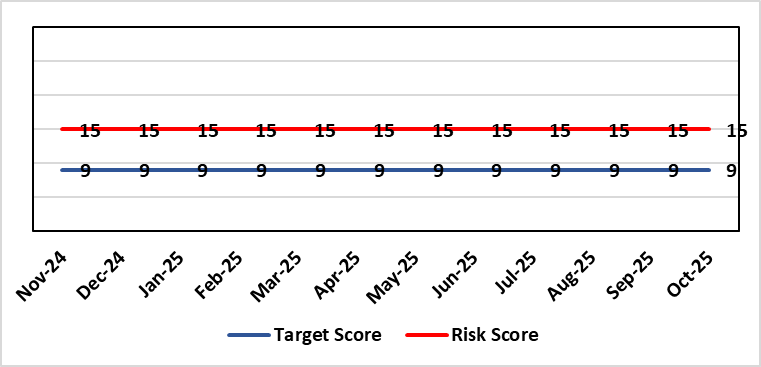 15 15 15 15 15 15 15 15 15 15 15 15
9 9 9 9 9 9 9 9 9 9 9 9
Nov-24 Dec-24 Jan-25 Feb-25 Mar-25 Apr-25 May-25 Jun-25 Jul-25 Aug-25 Sep-25 Oct-25
Target Score Risk Score